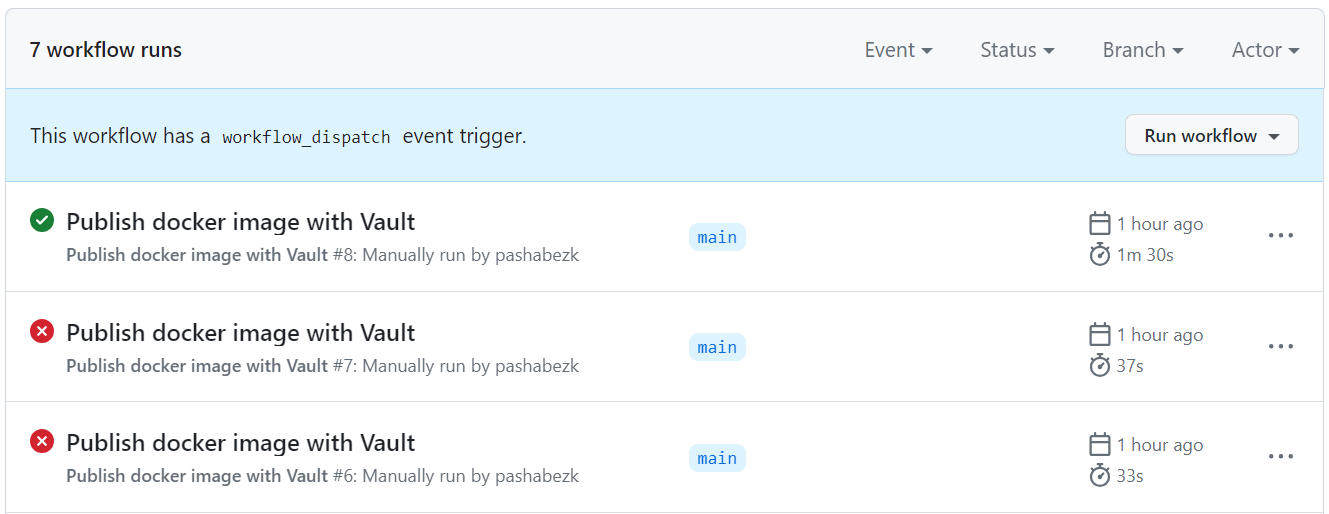 7 workflow runs Event Status Branch Actor
This workflow has a workflow_dispatch event trigger. Run workflow
Publish docker image with Vault
main
1 hour ago
Publish docker image with Vault #8: Manually run by pashabezk
1m 30s
Publish docker image with Vault
main
1 hour ago
Publish docker image with Vault #7: Manually run by pashabezk
37s
Publish docker image with Vault
main
1 hour ago
Publish docker image with Vault #6: Manually run by pashabezk
33s